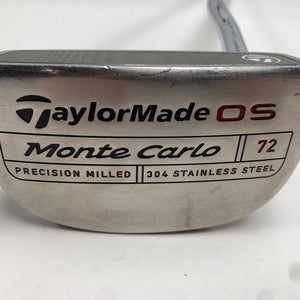 TaylorMade OS
Monte Carlo 72
PRECISION MILLED 304 STAINLESS STEEL